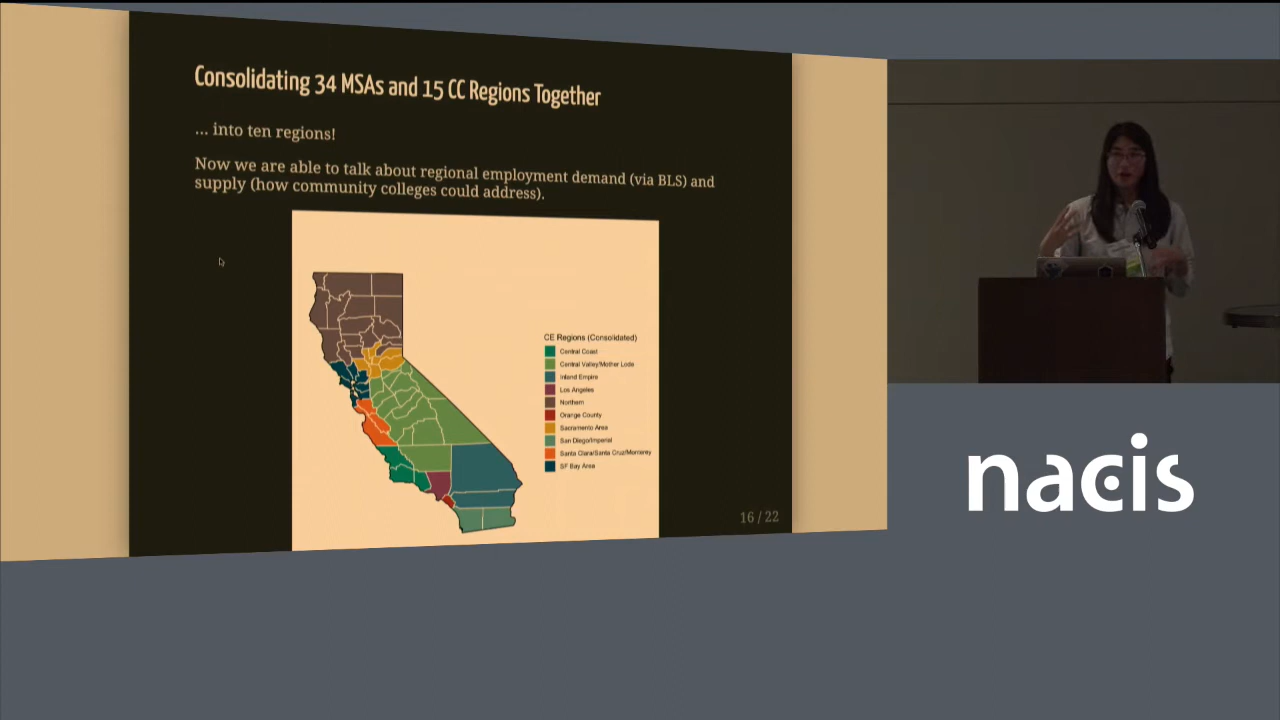 Consolidating 34 MSAs and 15 CC Regions Together
... into ten regions!
Now we are able to talk about regional employment demand (via BLS) and
supply (how community colleges could address).
CE Regions (Consolidated)
Central Coast
Central Valley/Mother Lode
Inland Empire
Los Angeles
Northern
Orange County
Sacramento Area
San Diego/Imperial
Santa Clara/Santa Cruz/Monterey
SF Bay Area
16 / 22
nacis